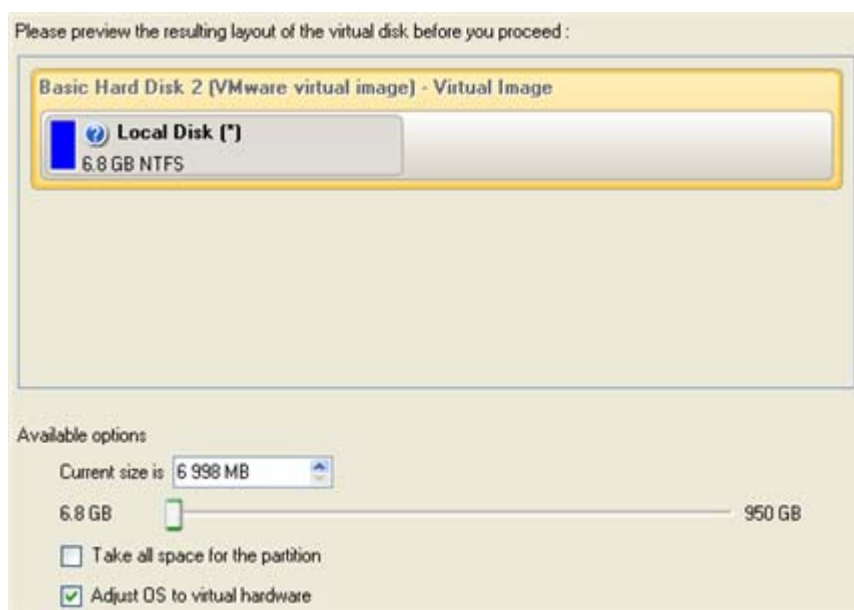 Please preview the resulting layout of the virtual disk before you proceed :
Basic Hard Disk 2 (VMware virtual image) - Virtual Image
Local Disk (*)
6.8 GB NTFS
Available options
Current size is 6 998 MB
6.8 GB 950 GB
Take all space for the partition
Adjust OS to virtual hardware